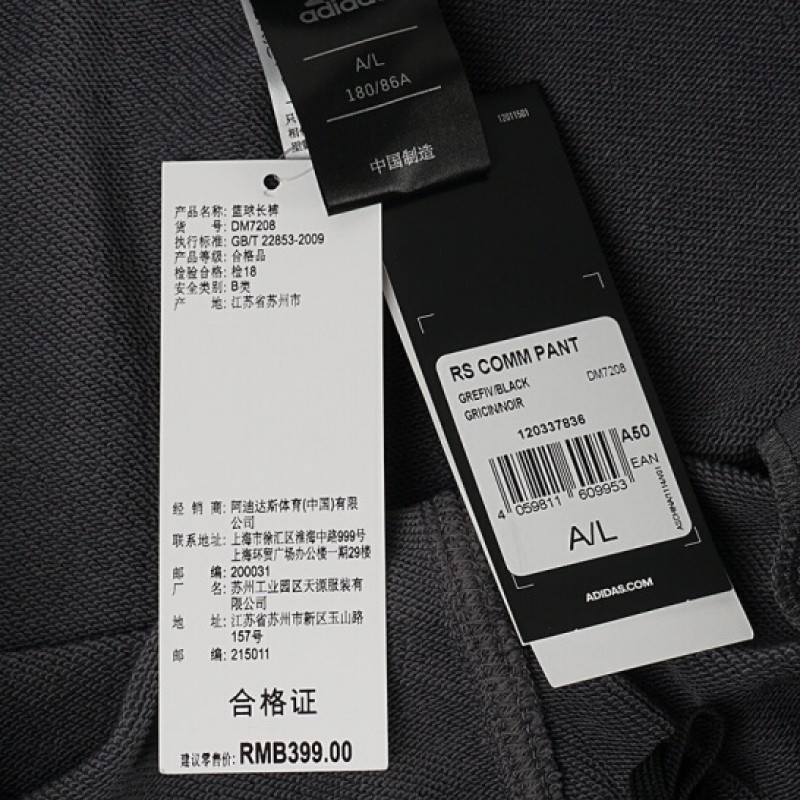 adidas
A/L
180/86A
中国制造
12011501
产品名称: 篮球长裤
货 号: DM7208
执行标准: GB/T 22853-2009
产品等级: 合格品
检验合格: 检18
安全类别: B类
产 地: 江苏省苏州市
经 销 商: 阿迪达斯体育(中国)有限
公司
联系地址: 上海市徐汇区淮海中路999号
上海环贸广场办公楼一期29楼
邮 编: 200031
厂 名: 苏州工业园区天源服装有
限公司
地 址: 江苏省苏州市新区玉山路
157号
邮 编: 215011
合格证
建议零售价: RMB399.00
RS COMM PANT
GREFIV/BLACK DM7208
GRICIN/NOIR
120337836
A50
EAN
4 059811 609953
A/L
ADIDAS.COM